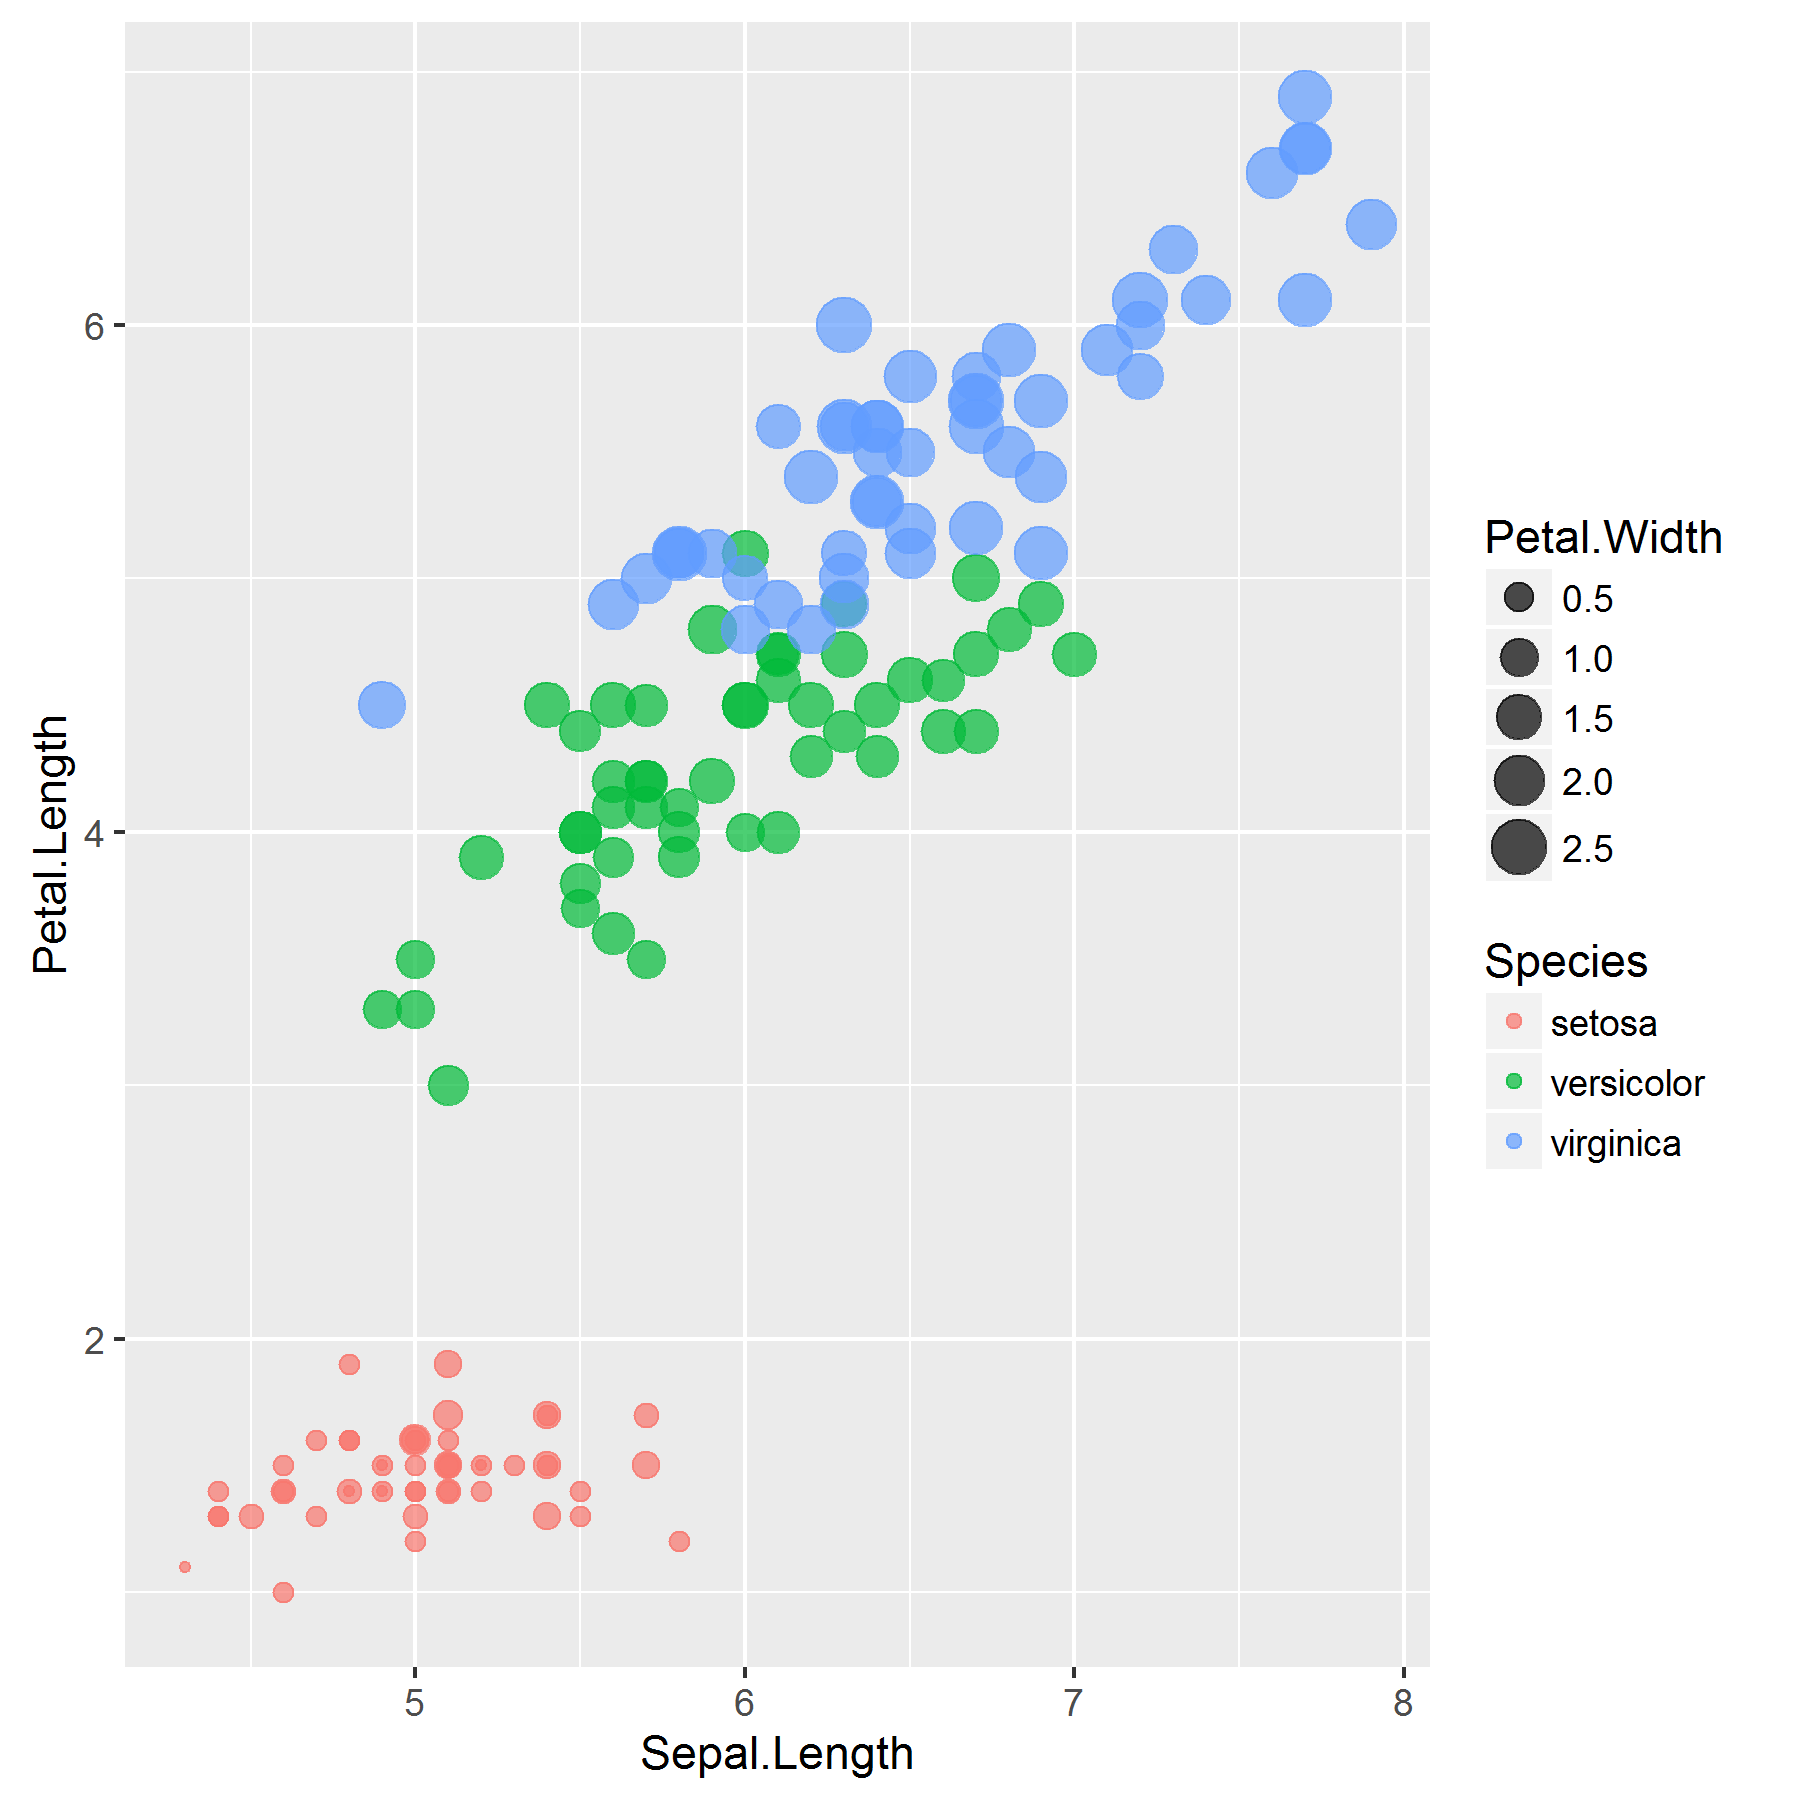 Petal.Length
6
4
2
5 6 7 8
Sepal.Length
Petal.Width
0.5
1.0
1.5
2.0
2.5
Species
setosa
versicolor
virginica